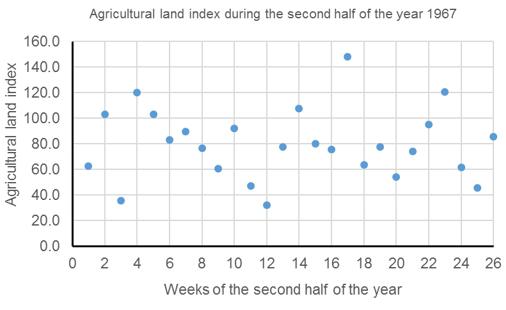 Agricultural land index during the second half of the year 1967
Agricultural land index
160.0
140.0
120.0
100.0
80.0
60.0
40.0
20.0
0.0
0 2 4 6 8 10 12 14 16 18 20 22 24 26
Weeks of the second half of the year